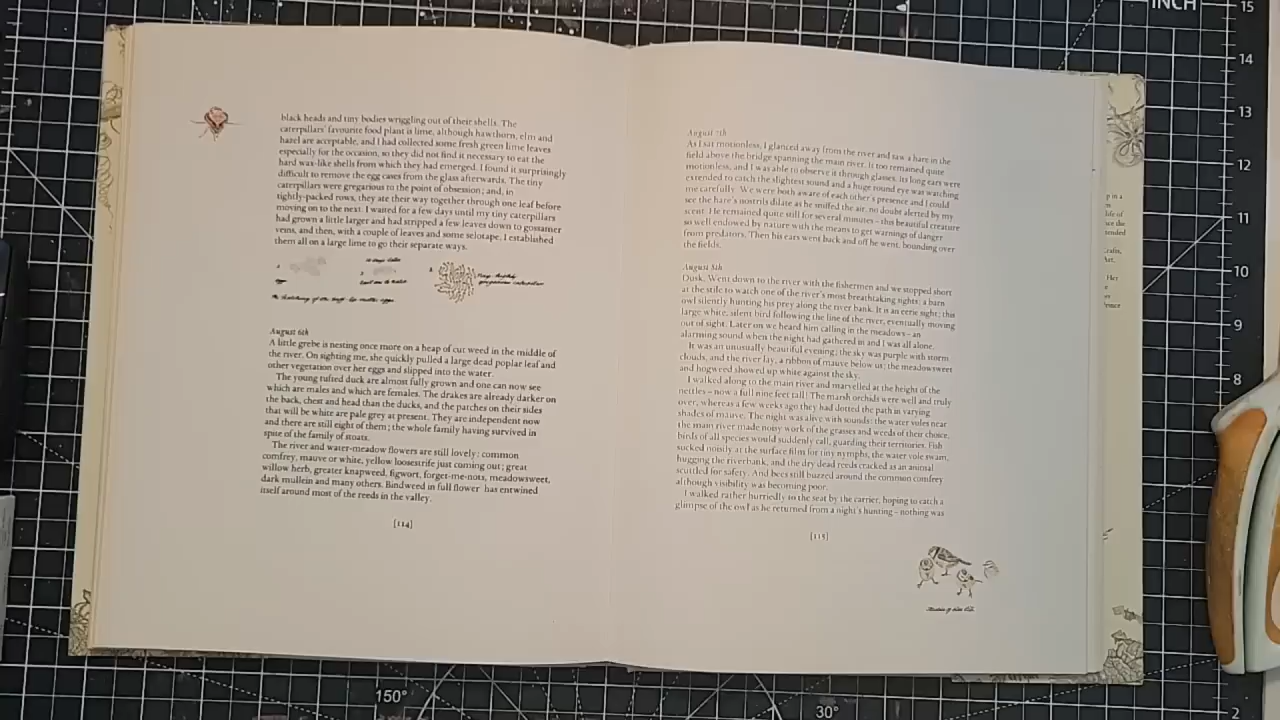 black heads and tiny bodies wriggling out of their shells. The
caterpillars' favourite food plant is lime, although hawthorn, elm and
hazel are acceptable, and I had collected some fresh green lime leaves
especially for the occasion, so they did not find it necessary to eat the
hard wax-like shells from which they had emerged. I found it surprisingly
difficult to remove the egg cases from the glass afterwards. The tiny
caterpillars were gregarious to the point of obsession; and, in
tightly-packed rows, they ate their way together through one leaf before
moving on to the next. I waited for a few days until my tiny caterpillars
had grown a little larger and had stripped a few leaves down to gossamer
veins, and then, with a couple of leaves and some selotape, I established
them all on a large lime to go their separate ways.
August 6th
A little grebe is nesting once more on a heap of cut weed in the middle of
the river. On sighting me, she quickly pulled a large dead poplar leaf and
other vegetation over her eggs and slipped into the water.
The young tufted duck are almost fully grown and one can now see
which are males and which are females. The drakes are already darker on
the back, chest and head than the ducks, and the patches on their sides
that will be white are pale grey at present. They are independent now
and there are still eight of them; the whole family having survived in
spite of the family of stoats.
The river and water-meadow flowers are still lovely: common
comfrey, mauve or white, yellow loosestrife just coming out; great
willow herb, greater knapweed, figwort, forget-me-nots, meadowsweet,
dark mullein and many others. Bindweed in full flower has entwined
itself around most of the reeds in the valley.
[114]
August 7th
As I sat motionless, I glanced away from the river and saw a hare in the
field above the bridge spanning the main river. It too remained quite
motionless, and I was able to observe it through glasses. Its long ears were
extended to catch the slightest sound and a huge round eye was watching
me carefully. We were both aware of each other's presence and I could
see the hare's nostrils dilate as he sniffed the air, no doubt alerted by my
scent. He remained quite still for several minutes – this beautiful creature
so well endowed by nature with the means to get warnings of danger
from predators. Then his ears went back and off he went, bounding over
the fields.
August 8th
Dusk. Went down to the river with the fishermen and we stopped short
at the stile to watch one of the river's most breathtaking sights; a barn
owl silently hunting his prey along the river bank. It is an eerie sight; this
large white, silent bird following the line of the river, eventually moving
out of sight. Later on we heard him calling in the meadows – an
alarming sound when the night had gathered in and I was all alone.
It was an unusually beautiful evening; the sky was purple with storm
clouds, and the river lay, a ribbon of mauve below us; the meadowsweet
and hogweed showed up white against the sky.
I walked along to the main river and marvelled at the height of the
nettles – now a full nine feet tall! The marsh orchids were well and truly
over, whereas a few weeks ago they had dotted the path in varying
shades of mauve. The night was alive with sounds: the water voles near
the main river made noisy work of the grasses and weeds of their choice,
birds of all species would suddenly call, guarding their territories. Fish
sucked noisily at the surface film for tiny nymphs, the water vole swam,
hugging the riverbank, and the dry dead reeds cracked as an animal
scuttled for safety. And bees still buzzed around the common comfrey
although visibility was becoming poor.
I walked rather hurriedly to the seat by the carrier, hoping to catch a
glimpse of the owl as he returned from a night's hunting – nothing was
[115]
INCH
15
14
13
12
11
10
9
8
2
150°
30°